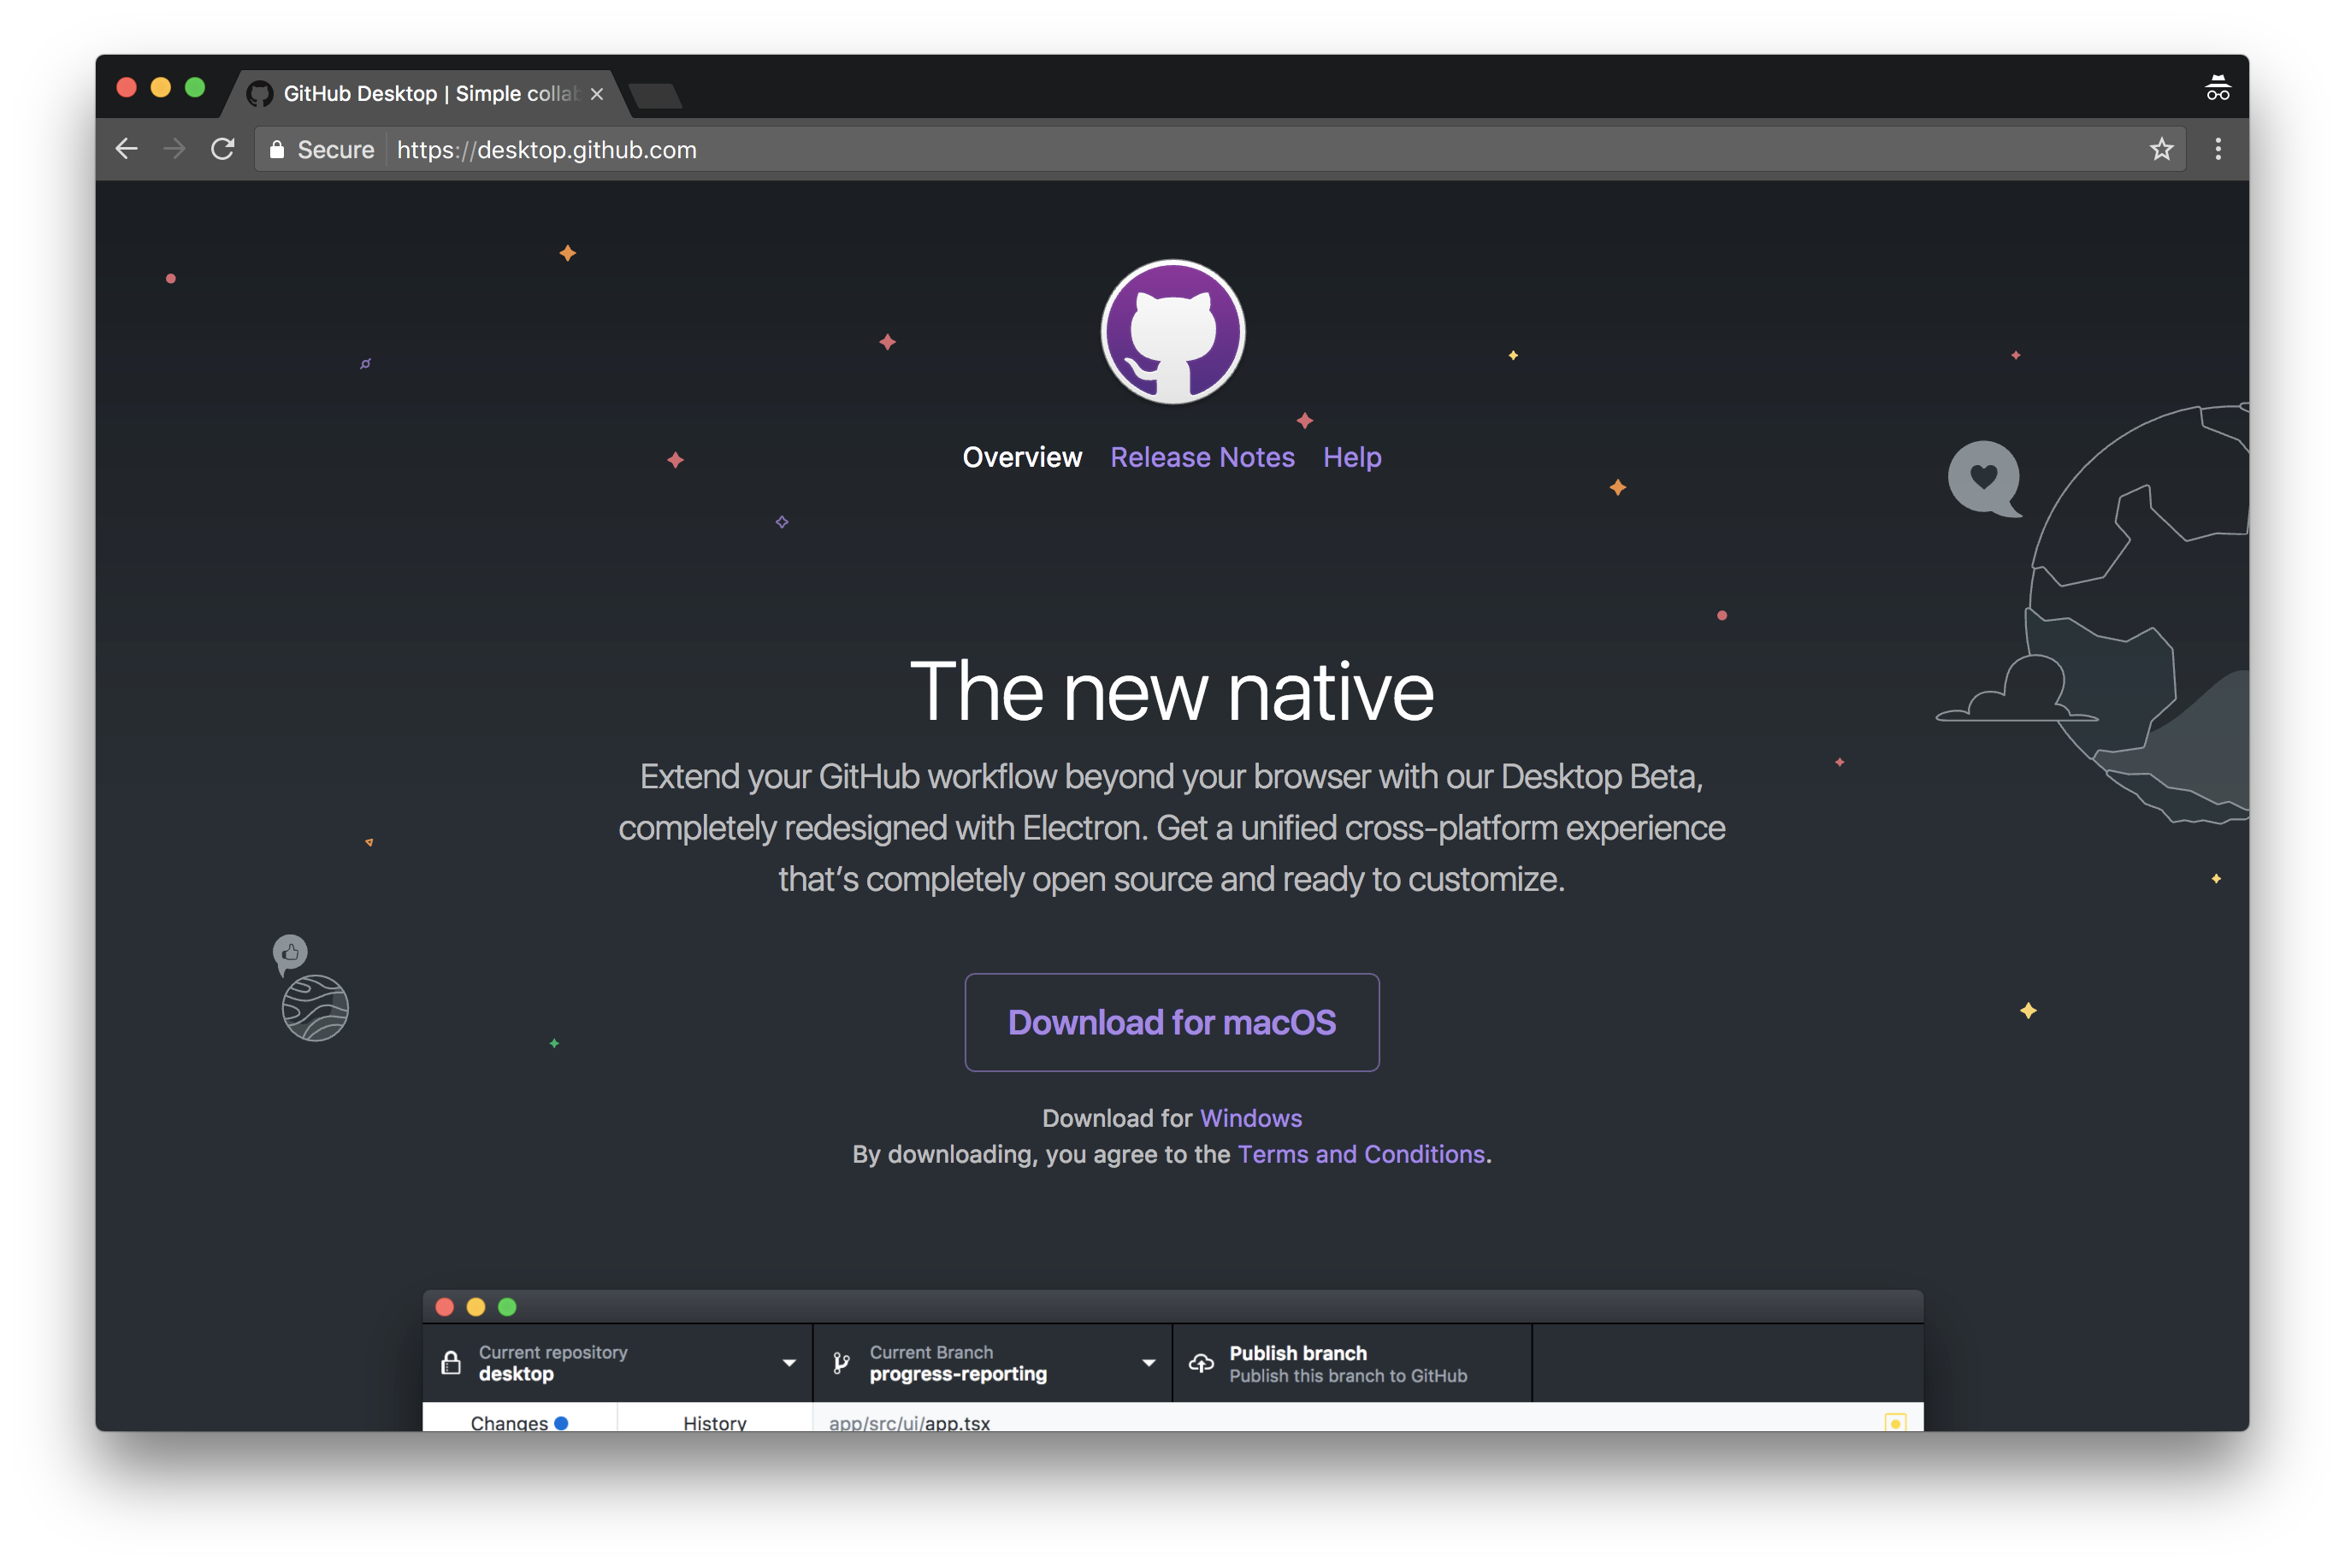 GitHub Desktop | Simple collab
Secure https://desktop.github.com
Overview Release Notes Help
The new native
Extend your GitHub workflow beyond your browser with our Desktop Beta,
completely redesigned with Electron. Get a unified cross-platform experience
that’s completely open source and ready to customize.
Download for macOS
Download for Windows
By downloading, you agree to the Terms and Conditions.
Current repository
desktop
Current Branch
progress-reporting
Publish branch
Publish this branch to GitHub
Changes History app/src/ui/app.tsx